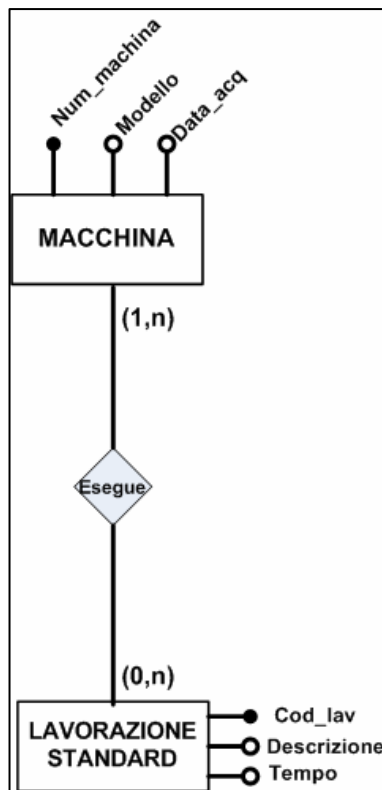 Num_machina
Modello
Data_acq
MACCHINA
(1,n)
Esegue
(0,n)
LAVORAZIONE
STANDARD
Cod_lav
Descrizione
Tempo